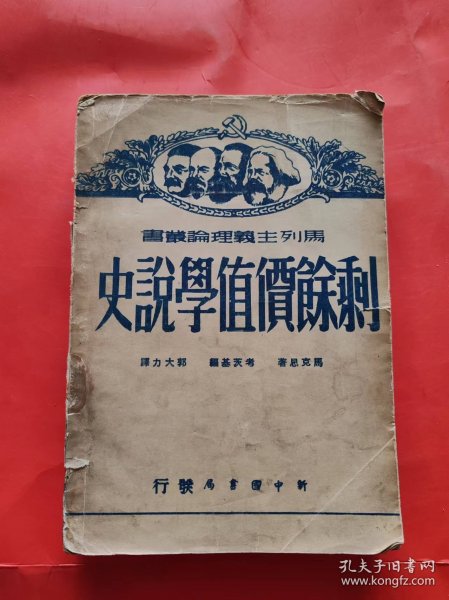 馬列主義理論叢書
剩餘價值學說史
馬克思著 考茨基編 郭大力譯
新中國書局發行
孔夫子旧书网
www.kongfz.com